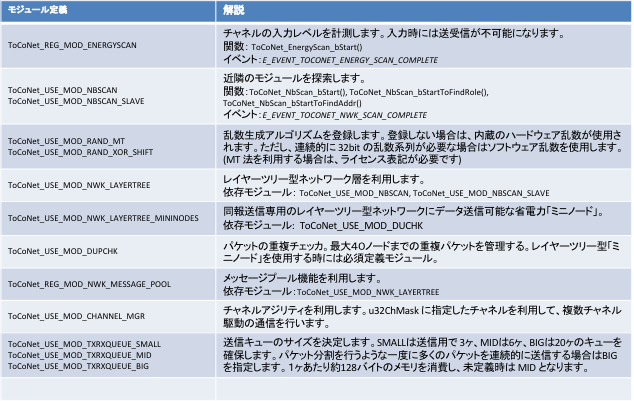 モジュール定義
解説
ToCoNet_REG_MOD_ENERGYSCAN
チャネルの入力レベルを計測します。入力時には送受信が不可能になります。
関数： ToCoNet_EnergyScan_bStart()
イベント：E_EVENT_TOCONET_ENERGY_SCAN_COMPLETE
ToCoNet_USE_MOD_NBSCAN
ToCoNet_USE_MOD_NBSCAN_SLAVE
近隣のモジュールを探索します。
関数：ToCoNet_NbScan_bStart(), ToCoNet_NbScan_bStartToFindRole(),
ToCoNet_NbScan_bStartToFindAddr()
イベント：E_EVENT_TOCONET_NWK_SCAN_COMPLETE
ToCoNet_USE_MOD_RAND_MT
ToCoNet_USE_MOD_RAND_XOR_SHIFT
乱数生成アルゴリズムを登録します。登録しない場合は、内蔵のハードウェア乱数が使用さ
れます。ただし、連続的に 32bit の乱数系列が必要な場合はソフトウェア乱数を使用します。
(MT 法を利用する場合は、ライセンス表記が必要です)
ToCoNet_USE_MOD_NWK_LAYERTREE
レイヤーツリー型ネットワーク層を利用します。
依存モジュール： ToCoNet_USE_MOD_NBSCAN, ToCoNet_USE_MOD_NBSCAN_SLAVE
ToCoNet_USE_MOD_NWK_LAYERTREE_MININODES
同報送信専用のレイヤーツリー型ネットワークにデータ送信可能な省電力「ミニノード」。
依存モジュール： ToCoNet_USE_MOD_DUCHK
ToCoNet_USE_MOD_DUPCHK
パケットの重複チェッカ。最大40ノードまでの重複パケットを管理する。レイヤーツリー型「ミ
ニノード」を使用する時には必須定義モジュール。
ToCoNet_REG_MOD_NWK_MESSAGE_POOL
メッセージプール機能を利用します。
依存モジュール：ToCoNet_USE_MOD_NWK_LAYERTREE
ToCoNet_USE_MOD_CHANNEL_MGR
チャネルアジリティを利用します。u32ChMask に指定したチャネルを利用して、複数チャネル
駆動の通信を行います。
ToCoNet_USE_MOD_TXRXQUEUE_SMALL
ToCoNet_USE_MOD_TXRXQUEUE_MID
ToCoNet_USE_MOD_TXRXQUEUE_BIG
送信キューのサイズを決定します。SMALLは送信用で 3ヶ、MIDは6ヶ、BIGは20ヶのキューを
確保します。パケット分割を行うような一度に多くのパケットを連続的に送信する場合はBIG
を指定します。1ヶあたり約128バイトのメモリを消費し、未定義時は MID となります。